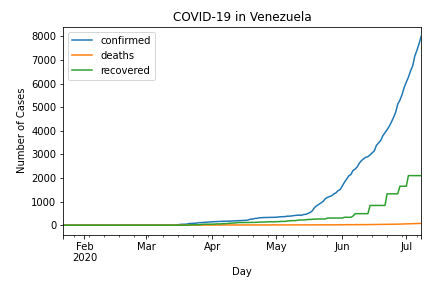 COVID-19 in Venezuela
confirmed
deaths
recovered
Number of Cases
8000
7000
6000
5000
4000
3000
2000
1000
0
Feb Mar Apr May Jun Jul
2020
Day